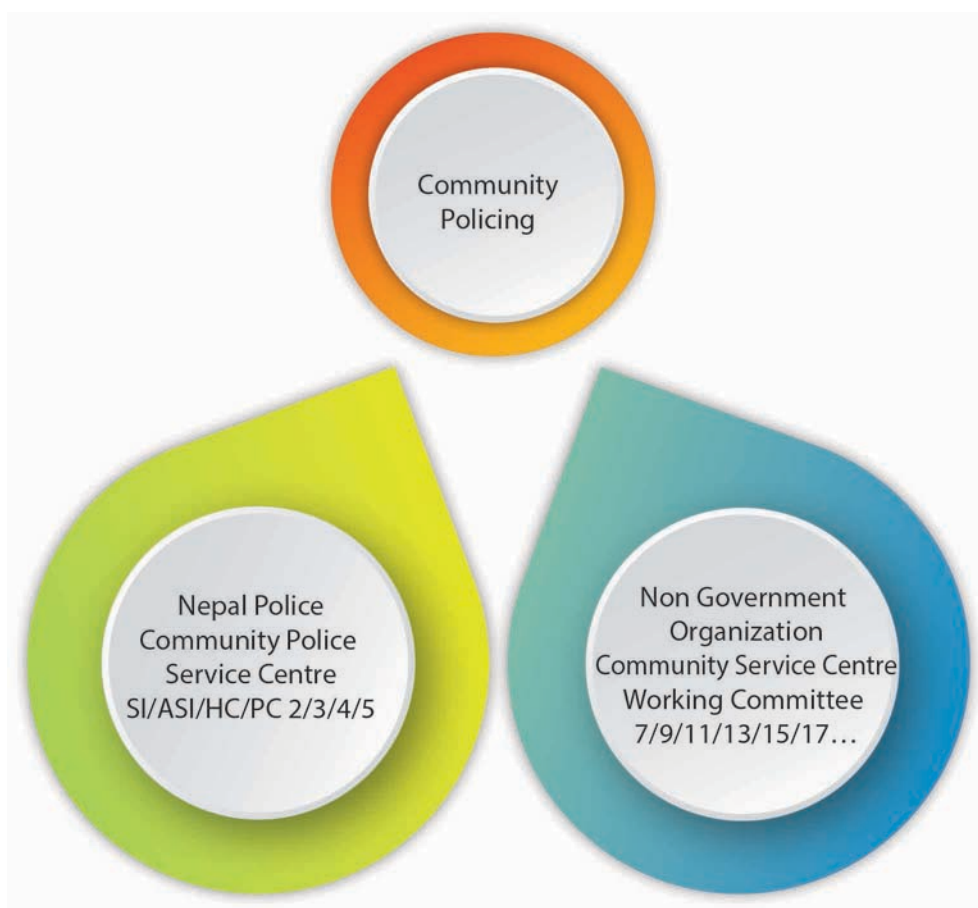 Community
Policing
Nepal Police
Community Police
Service Centre
SI/ASI/HC/PC 2/3/4/5
Non Government
Organization
Community Service Centre
Working Committee
7/9/11/13/15/17...